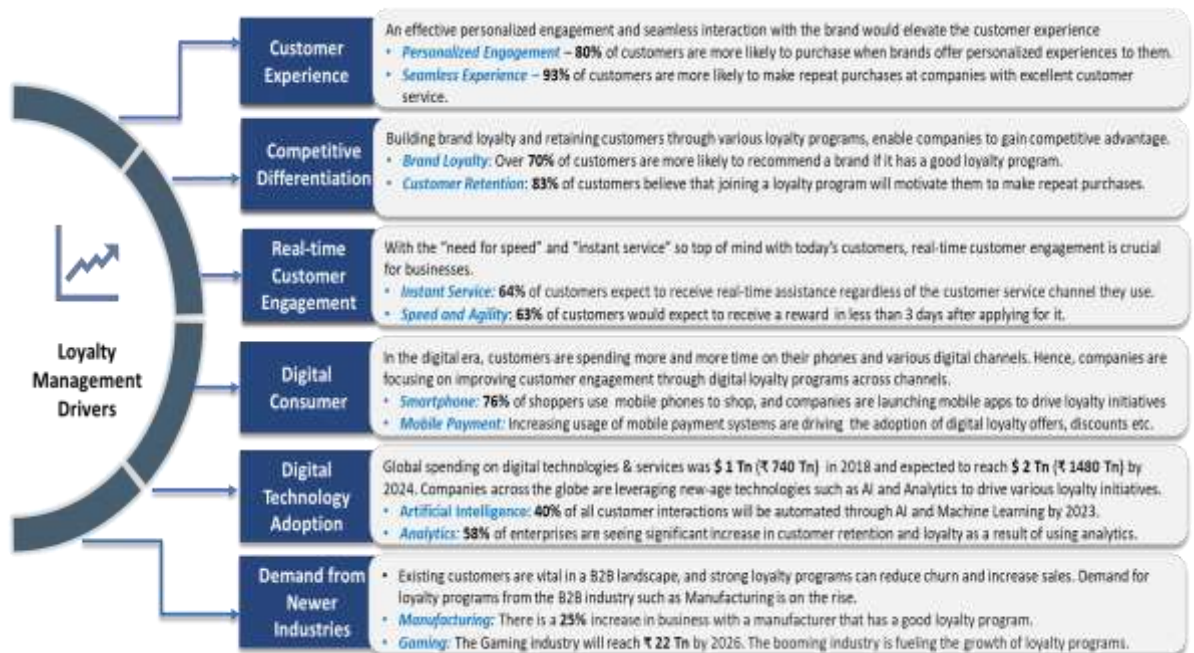 Loyalty
Management
Drivers
Customer
Experience
An effective personalized engagement and seamless interaction with the brand would elevate the customer experience
• Personalized Engagement – 80% of customers are more likely to purchase when brands offer personalized experiences to them.
• Seamless Experience – 93% of customers are more likely to make repeat purchases at companies with excellent customer
service.
Competitive
Differentiation
Building brand loyalty and retaining customers through various loyalty programs, enable companies to gain competitive advantage.
• Brand Loyalty: Over 70% of customers are more likely to recommend a brand if it has a good loyalty program.
• Customer Retention: 83% of customers believe that joining a loyalty program will motivate them to make repeat purchases.
Real-time
Customer
Engagement
With the "need for speed" and "instant service" so top of mind with today's customers, real-time customer engagement is crucial
for businesses.
• Instant Service: 64% of customers expect to receive real-time assistance regardless of the customer service channel they use.
• Speed and Agility: 63% of customers would expect to receive a reward in less than 3 days after applying for it.
Digital
Consumer
In the digital era, customers are spending more and more time on their phones and various digital channels. Hence, companies are
focusing on improving customer engagement through digital loyalty programs across channels.
• Smartphone: 76% of shoppers use mobile phones to shop, and companies are launching mobile apps to drive loyalty initiatives
• Mobile Payment: Increasing usage of mobile payment systems are driving the adoption of digital loyalty offers, discounts etc.
Digital
Technology
Adoption
Global spending on digital technologies & services was $ 1 Tn (₹ 740 Tn) in 2018 and expected to reach $ 2 Tn (₹ 1480 Tn) by
2024. Companies across the globe are leveraging new-age technologies such as AI and Analytics to drive various loyalty initiatives.
• Artificial Intelligence: 40% of all customer interactions will be automated through AI and Machine Learning by 2023.
• Analytics: 58% of enterprises are seeing significant increase in customer retention and loyalty as a result of using analytics.
Demand from
Newer
Industries
• Existing customers are vital in a B2B landscape, and strong loyalty programs can reduce churn and increase sales. Demand for
loyalty programs from the B2B industry such as Manufacturing is on the rise.
• Manufacturing: There is a 25% increase in business with a manufacturer that has a good loyalty program.
• Gaming: The Gaming industry will reach ₹ 22 Tn by 2026. The booming industry is fueling the growth of loyalty programs.